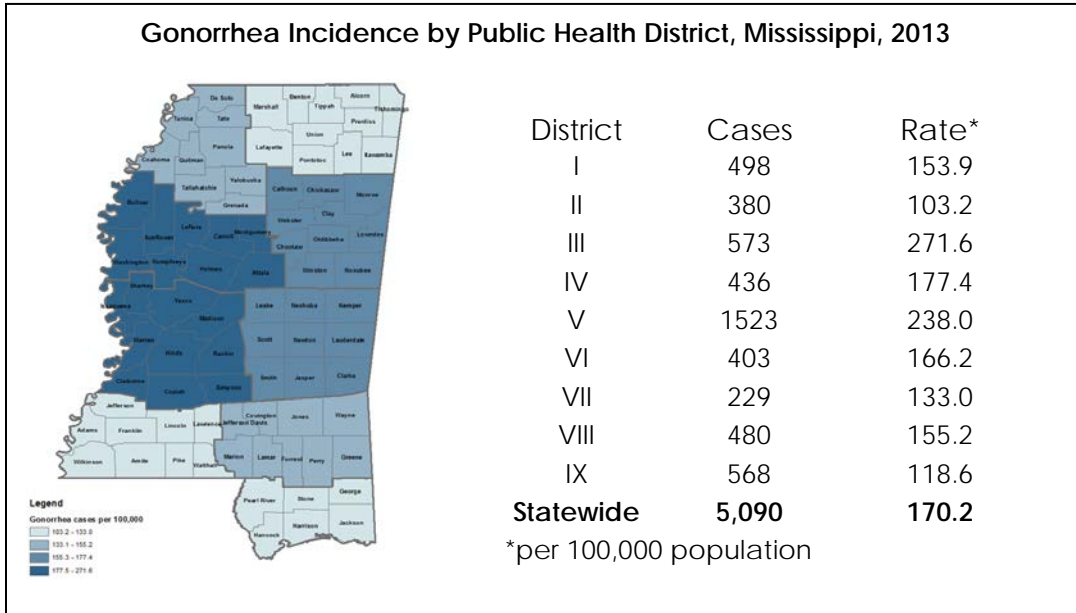 Gonorrhea Incidence by Public Health District, Mississippi, 2013
De Soto
Tunica
Tate
Panola
Coahoma
Quitman
Tallahatchie
Yalobusha
Grenada
Marshall
Benton
Tippah
Alcorn
Tishomingo
Prentiss
Union
Lafayette
Pontotoc
Lee
Itawamba
Bolivar
Sunflower
Leflore
Carroll
Montgomery
Washington
Humphreys
Holmes
Attala
Calhoun
Chickasaw
Monroe
Webster
Clay
Choctaw
Oktibbeha
Lowndes
Winston
Noxubee
Sharkey
Yazoo
Madison
Warren
Hinds
Rankin
Claiborne
Copiah
Simpson
Leake
Neshoba
Kemper
Scott
Newton
Lauderdale
Smith
Jasper
Clarke
Jefferson
Adams
Franklin
Lincoln
Lawrence
Wilkinson
Amite
Pike
Walthall
Covington
Jefferson Davis
Jones
Wayne
Marion
Lamar
Forrest
Perry
Greene
Pearl River
Stone
George
Hancock
Harrison
Jackson
Legend
Gonorrhea cases per 100,000
103.2 - 133.0
133.1 - 155.2
155.3 - 177.4
177.5 - 271.6
District Cases Rate*
I 498 153.9
II 380 103.2
III 573 271.6
IV 436 177.4
V 1523 238.0
VI 403 166.2
VII 229 133.0
VIII 480 155.2
IX 568 118.6
Statewide 5,090 170.2
*per 100,000 population